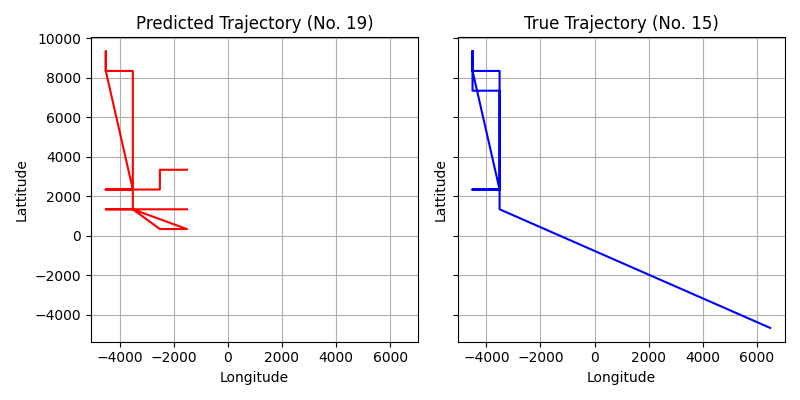 Predicted Trajectory (No. 19)
True Trajectory (No. 15)
10000
8000
6000
4000
2000
0
−2000
−4000
Lattitude
Lattitude
−4000 −2000 0 2000 4000 6000
−4000 −2000 0 2000 4000 6000
Longitude
Longitude